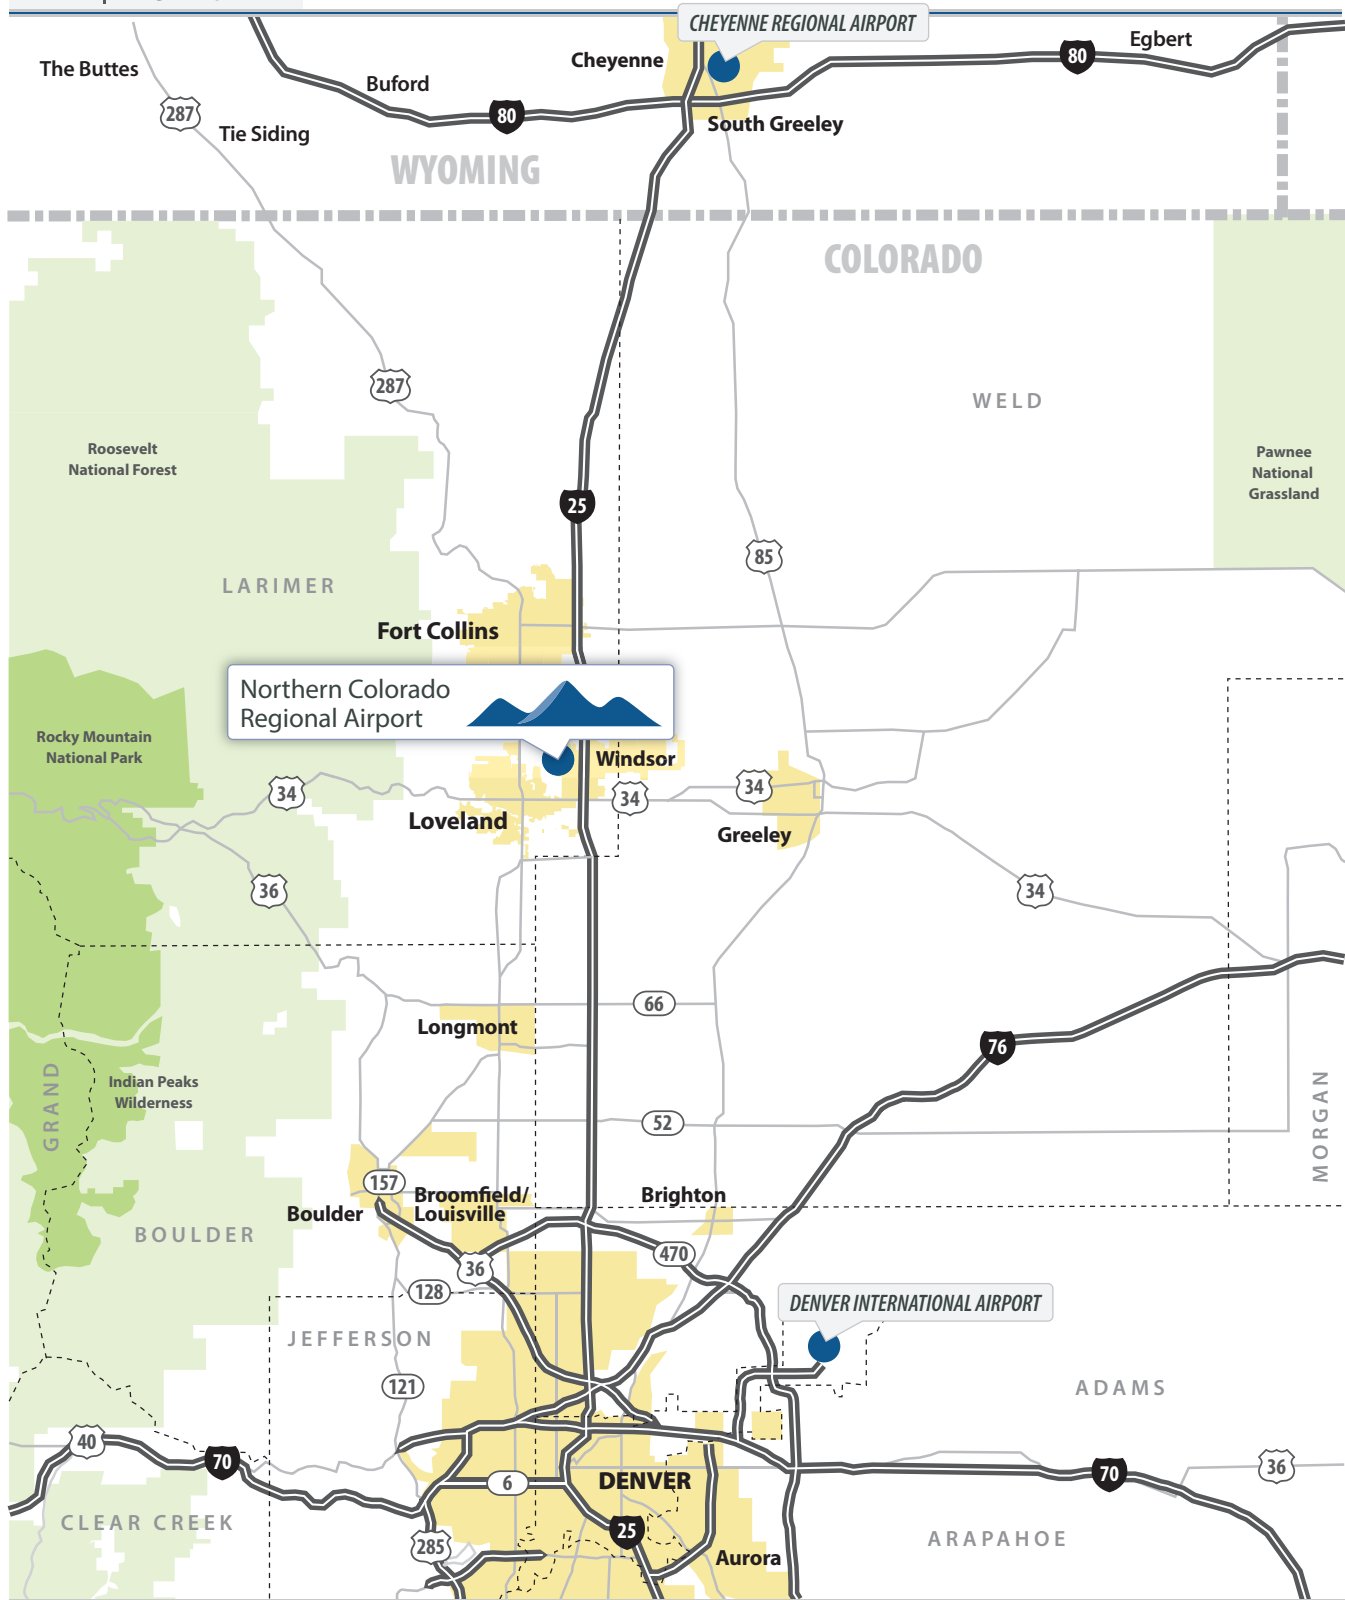 CHEYENNE REGIONAL AIRPORT
Egbert
80
Cheyenne
The Buttes
Buford
287
80
Tie Siding
South Greeley
WYOMING
COLORADO
287
WELD
Roosevelt
National Forest
Pawnee
National
Grassland
25
85
LARIMER
Fort Collins
Northern Colorado
Regional Airport
Rocky Mountain
National Park
Windsor
34
34
34
Loveland
Greeley
36
34
66
Longmont
76
GRAND
Indian Peaks
Wilderness
MORGAN
52
157
Broomfield/
Louisville
Brighton
Boulder
BOULDER
470
36
128
DENVER INTERNATIONAL AIRPORT
JEFFERSON
121
ADAMS
40
70
70
36
6
DENVER
CLEAR CREEK
25
285
ARAPAHOE
Aurora